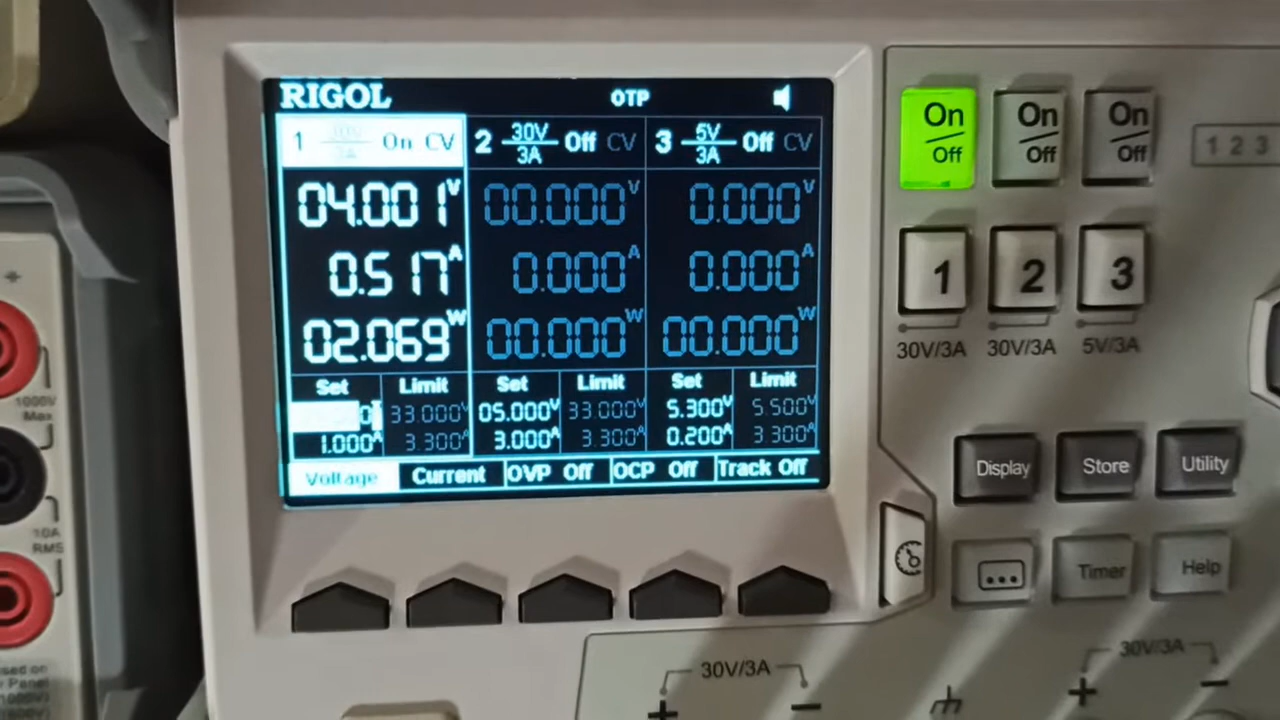 RIGOL OTP
1 30V/3A On CV 2 30V/3A Off CV 3 5V/3A Off CV
04.001V 00.000V 0.000V
0.517A 0.000A 0.000A
02.069W 00.000W 00.000W
Set Limit Set Limit Set Limit
33.000V 05.000V 33.000V 5.300V 5.500V
1.000A 3.300A 3.000A 3.300A 0.200A 3.300A
Voltage Current OVP Off OCP Off Track Off
On/Off On/Off On/Off
1 2 3
1 2 3
30V/3A 30V/3A 5V/3A
Display Store Utility
... Timer Help
30V/3A 30V/3A
+ − + −
+
1000V
Max
10A
RMS
Panel